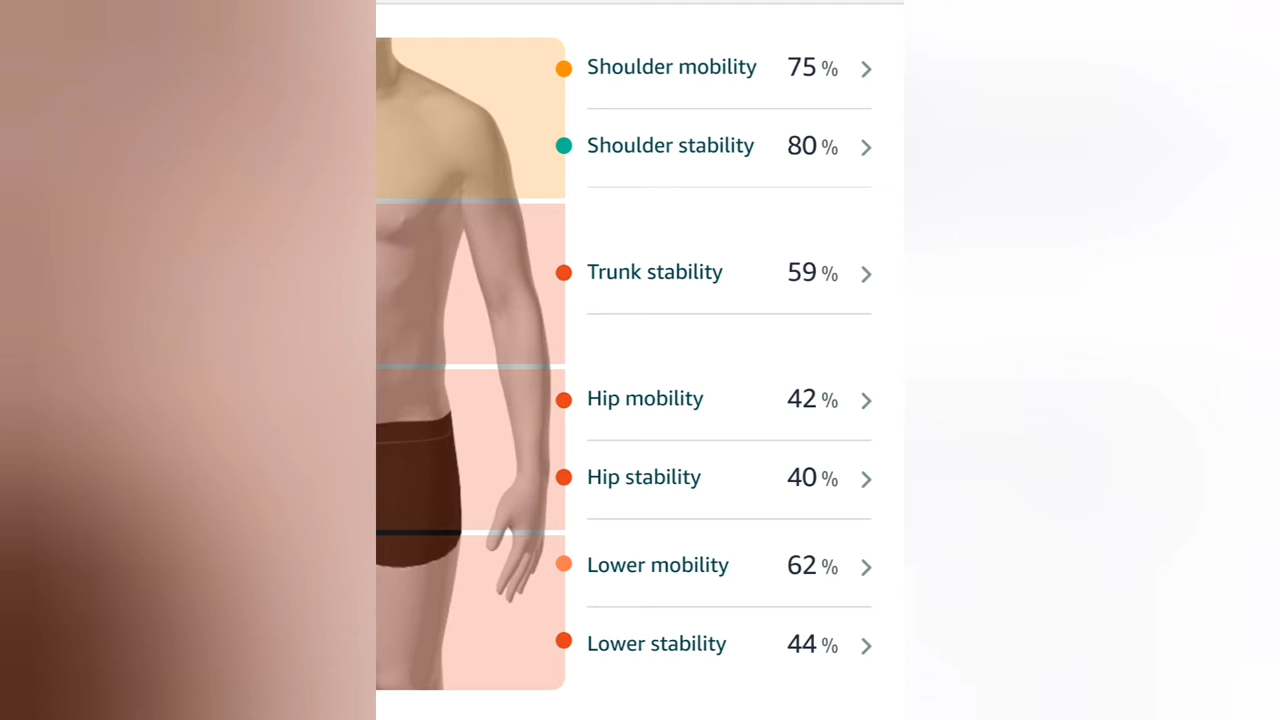 Shoulder mobility 75 %
Shoulder stability 80 %
Trunk stability 59 %
Hip mobility 42 %
Hip stability 40 %
Lower mobility 62 %
Lower stability 44 %